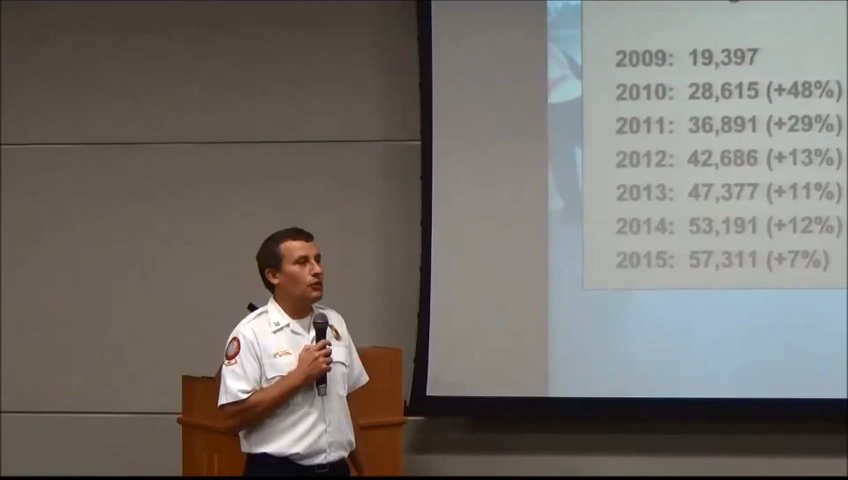 2009: 19,397
2010: 28,615 (+48%)
2011: 36,891 (+29%)
2012: 42,686 (+13%)
2013: 47,377 (+11%)
2014: 53,191 (+12%)
2015: 57,311 (+7%)